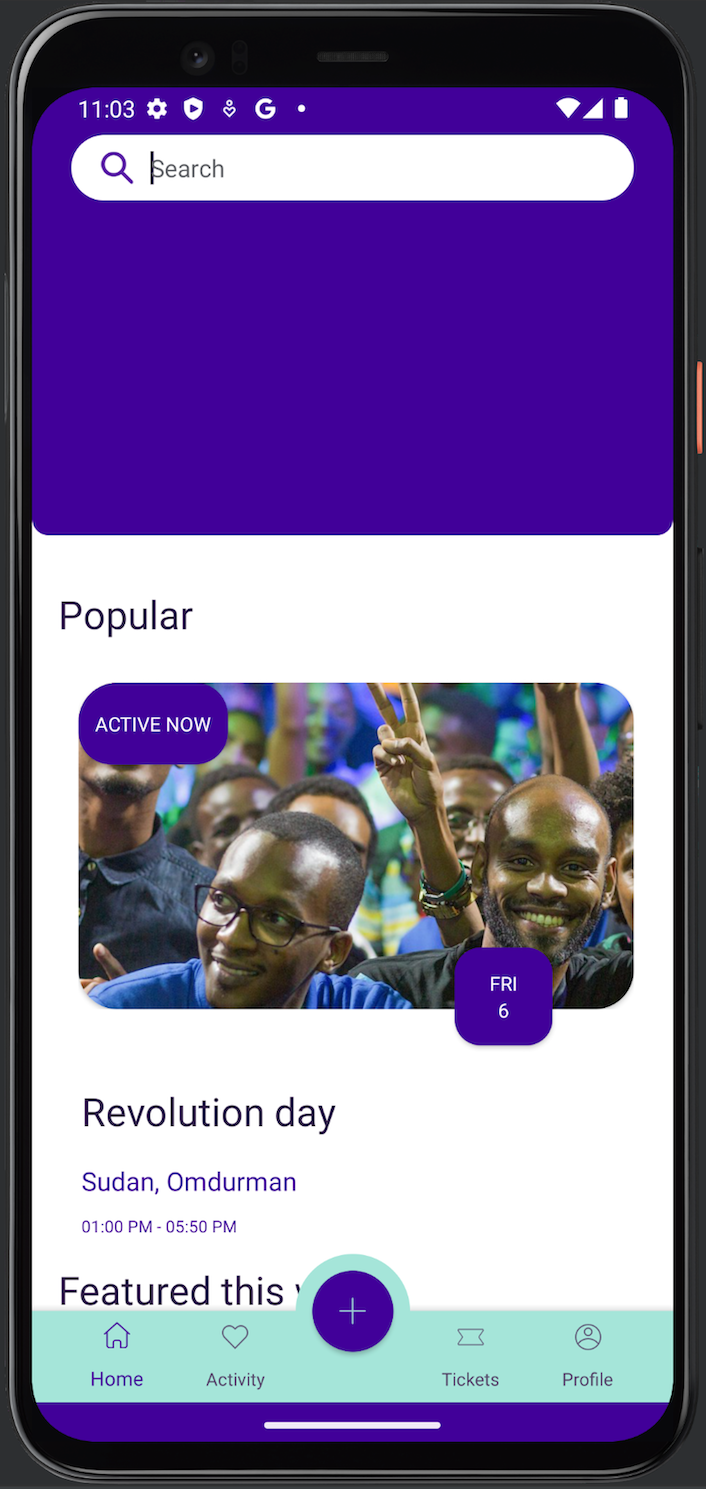 11:03
Search
Popular
ACTIVE NOW
FRI
6
Revolution day
Sudan, Omdurman
01:00 PM - 05:50 PM
Featured this
Home
Activity
Tickets
Profile